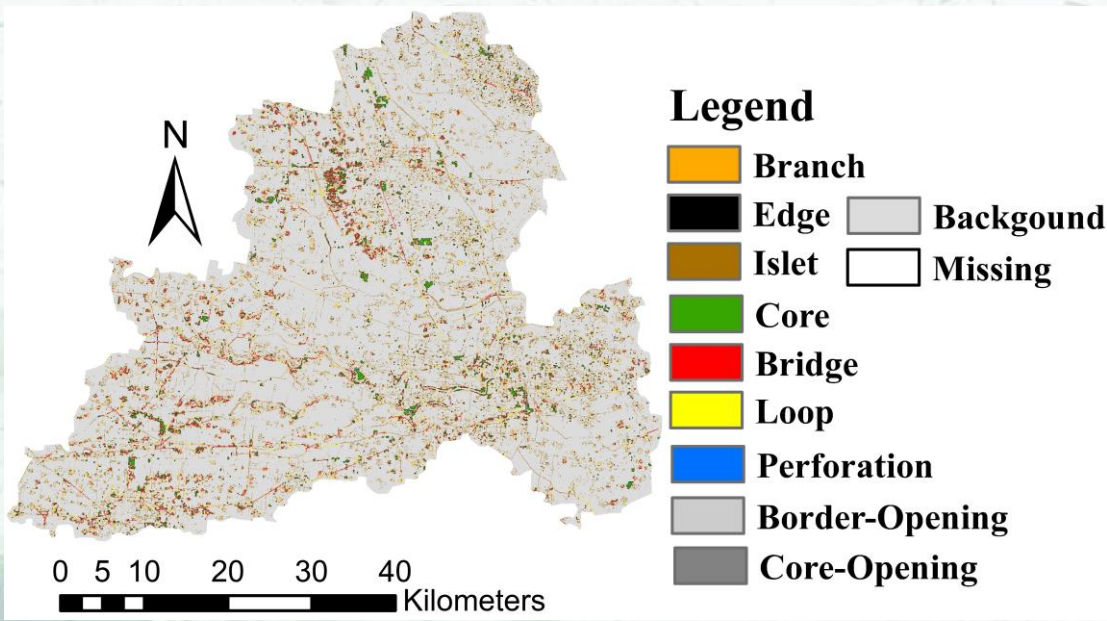 N
0 5 10 20 30 40
Kilometers
Legend
Branch
Edge
Islet
Core
Bridge
Loop
Perforation
Border-Opening
Core-Opening
Backgound
Missing